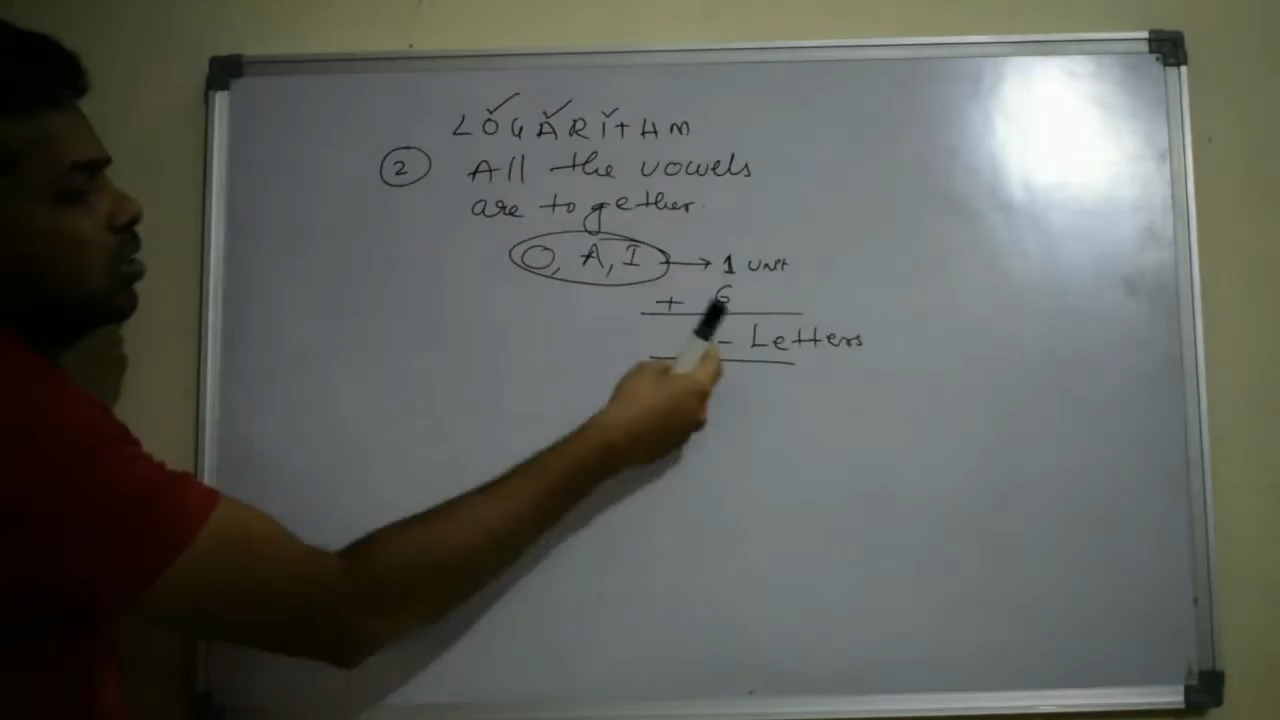 LOGARITHM
2 All the vowels
are together.
O, A, I → 1 UNIT
+ 6
Letters